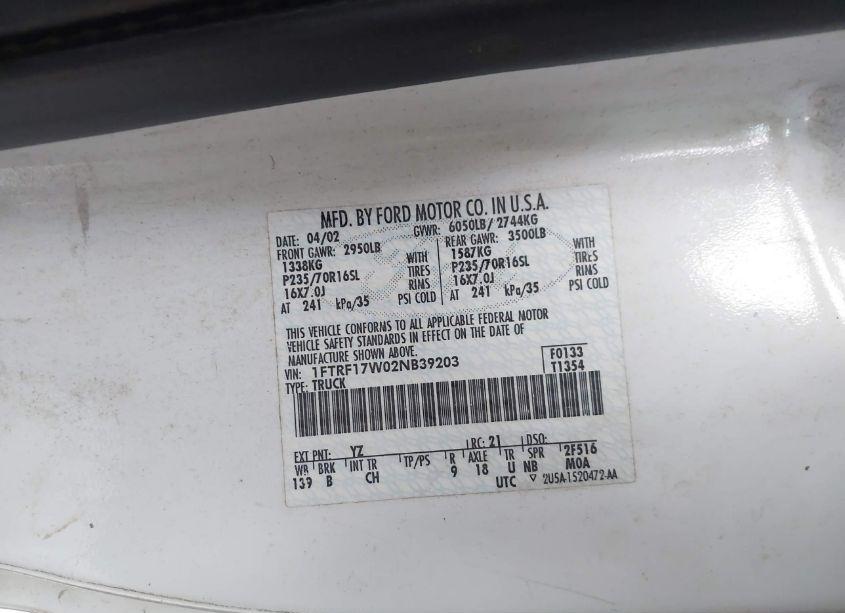 MFD. BY FORD MOTOR CO. IN U.S.A.
DATE: 04/02 GVWR: 6050LB/ 2744KG
FRONT GAWR: 2950LB REAR GAWR: 3500LB
1338KG WITH 1587KG WITH
P235/70R16SL TIRES P235/70R16SL TIRES
16X7.0J RIMS 16X7.0J RIMS
AT 241 kPa/35 PSI COLD AT 241 kPa/35 PSI COLD
THIS VEHICLE CONFORMS TO ALL APPLICABLE FEDERAL MOTOR
VEHICLE SAFETY STANDARDS IN EFFECT ON THE DATE OF
MANUFACTURE SHOWN ABOVE.
VIN: 1FTRF17W02NB39203 F0133
TYPE: TRUCK T1354
EXT PNT: YZ RC: 21 DSO:
WB BRK INT TR TP/PS R AXLE TR SPR 2F516
139 B CH 9 18 U NB MOA
UTC ▽ 2U5A-1520472-AA